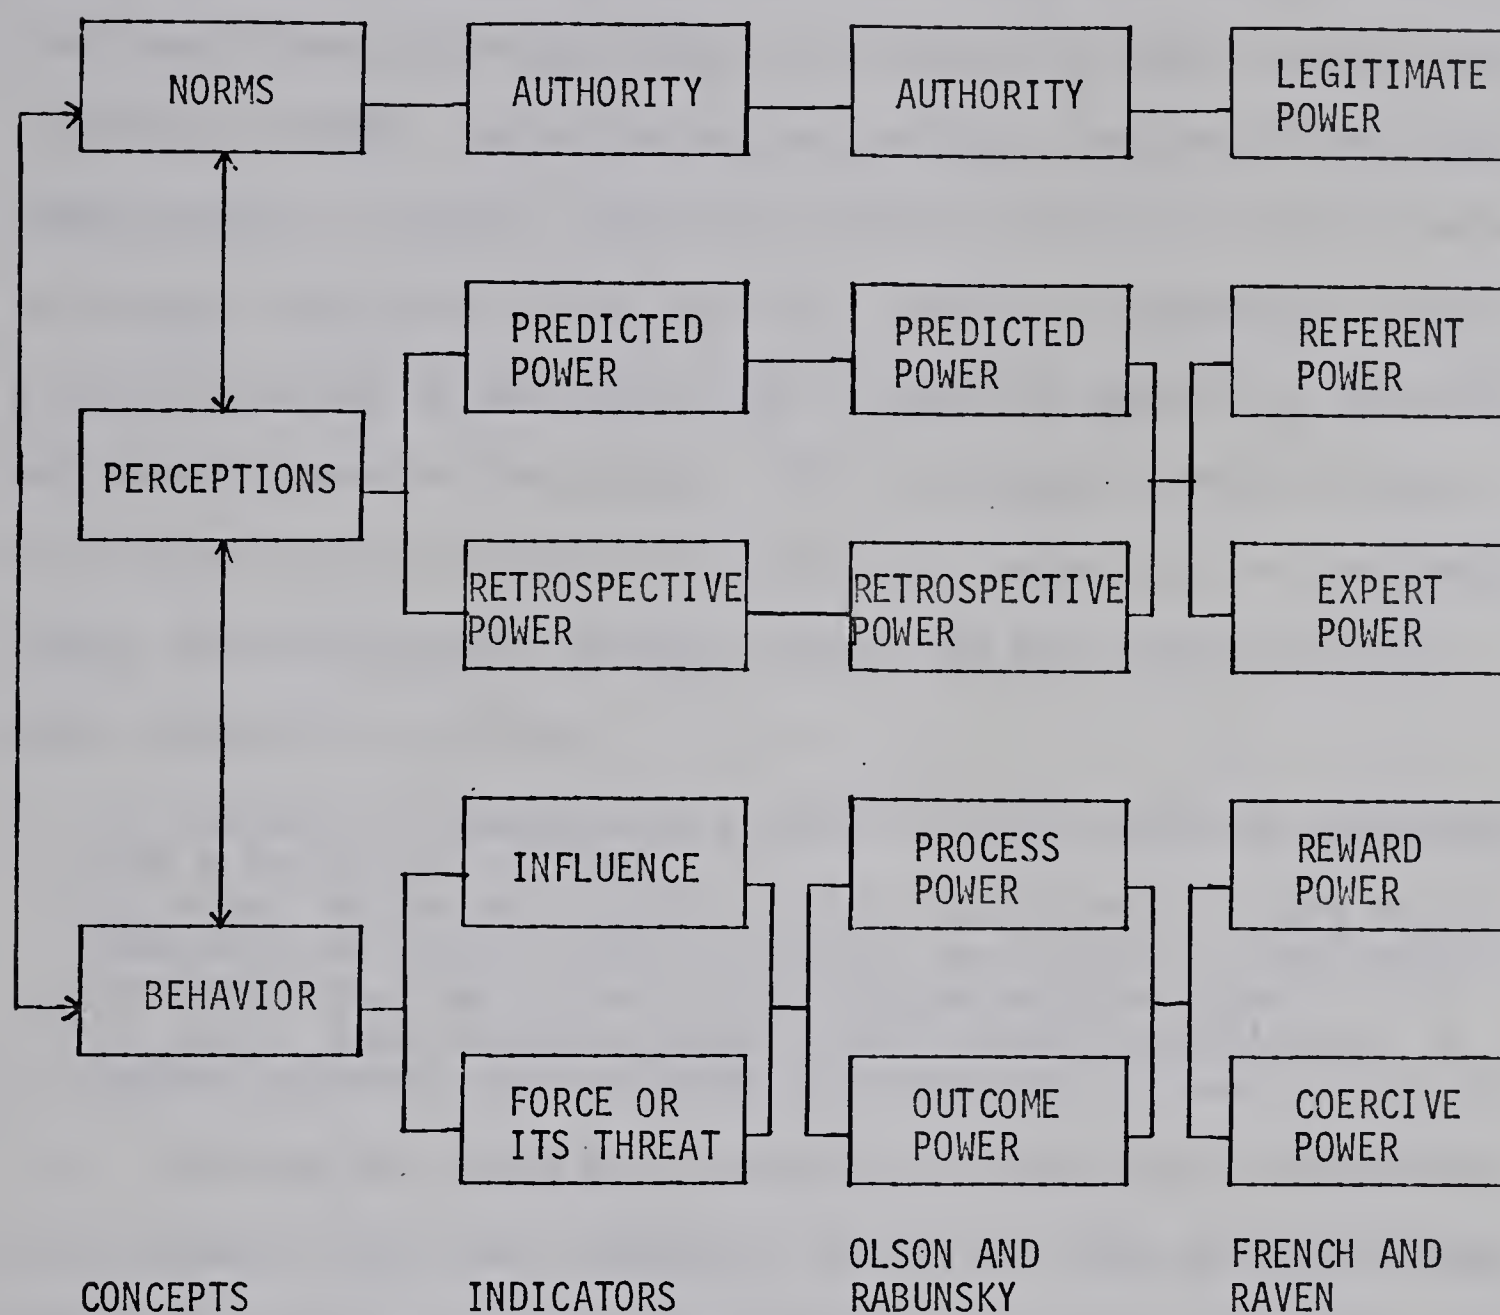 NORMS
AUTHORITY
AUTHORITY
LEGITIMATE
POWER
PREDICTED
POWER
PREDICTED
POWER
REFERENT
POWER
PERCEPTIONS
RETROSPECTIVE
POWER
RETROSPECTIVE
POWER
EXPERT
POWER
INFLUENCE
PROCESS
POWER
REWARD
POWER
BEHAVIOR
FORCE OR
ITS THREAT
OUTCOME
POWER
COERCIVE
POWER
CONCEPTS
INDICATORS
OLSON AND
RABUNSKY
FRENCH AND
RAVEN